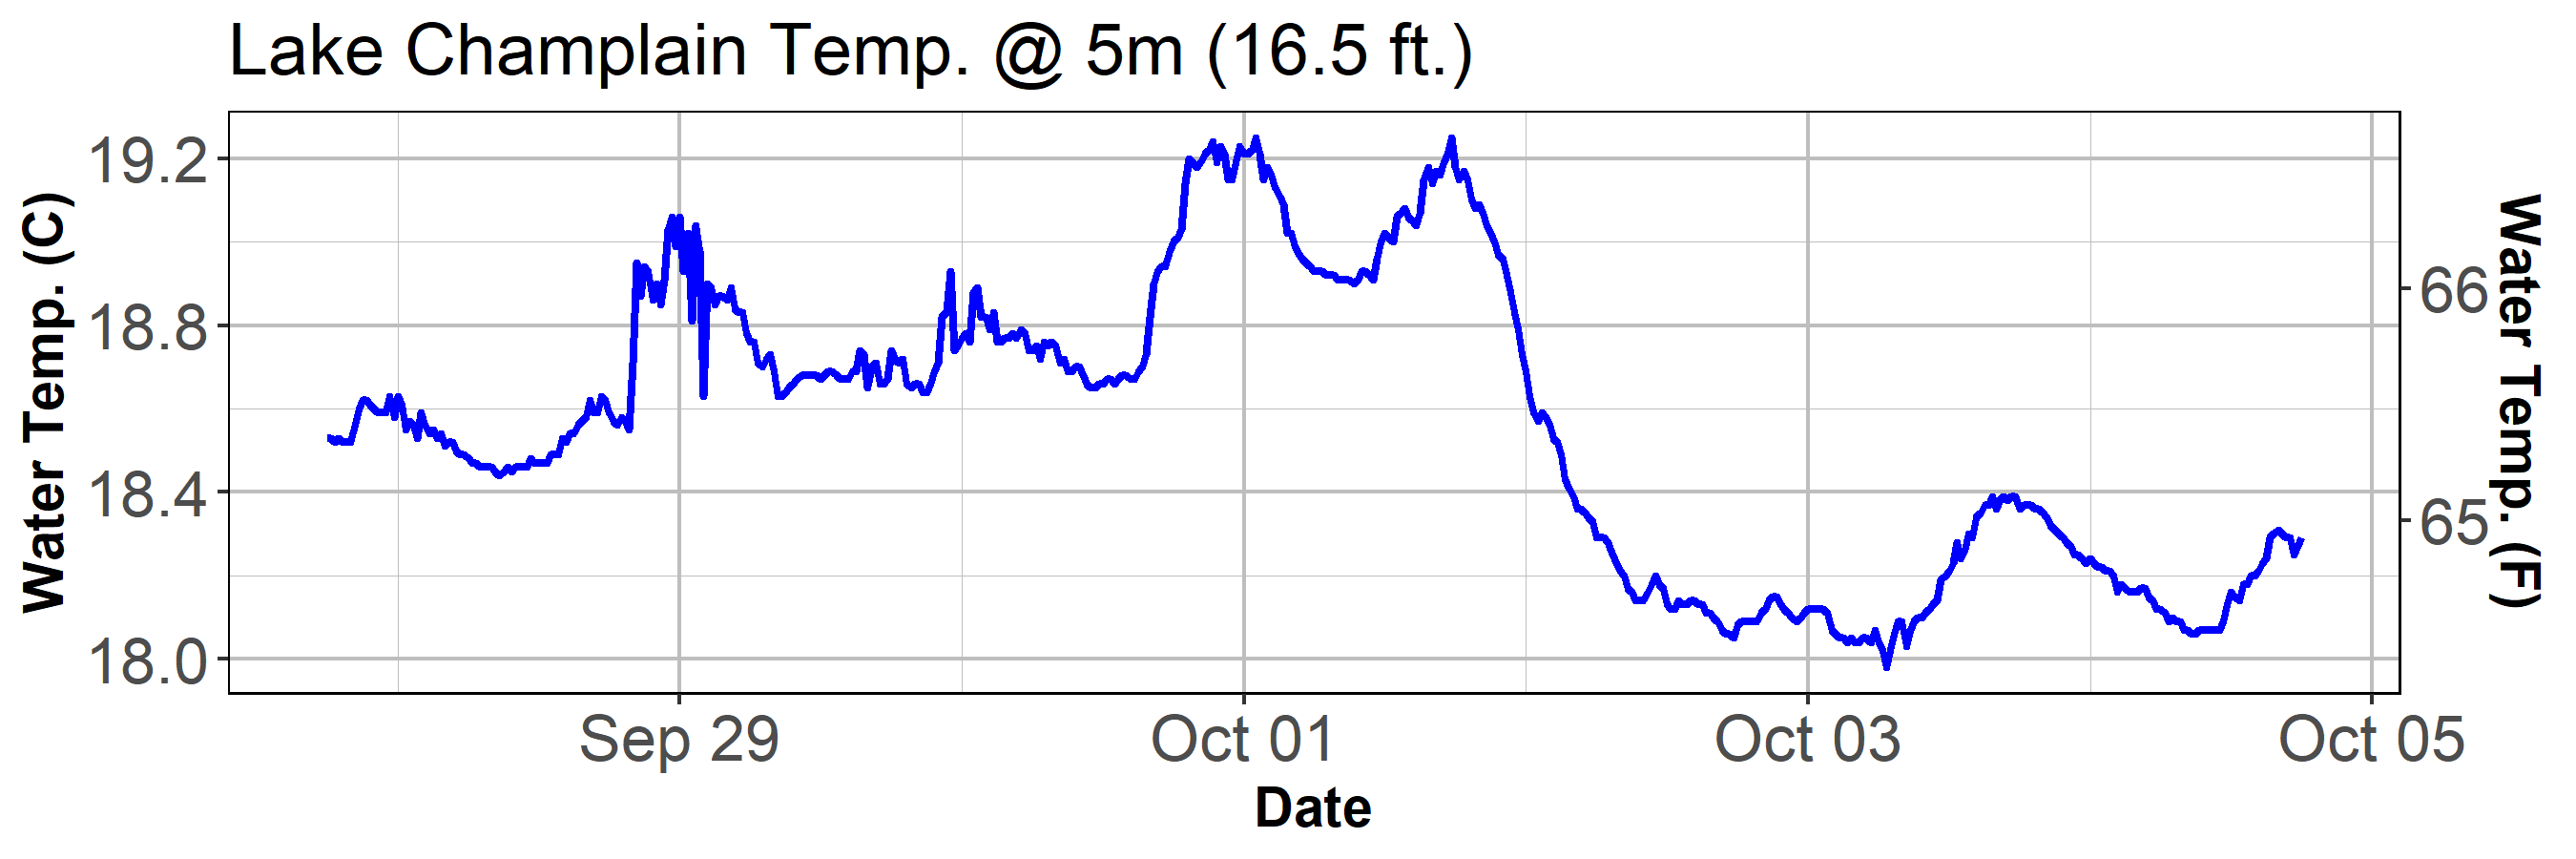 Lake Champlain Temp. @ 5m (16.5 ft.)
Water Temp. (C)
19.2
18.8
18.4
18.0
66
65
Water Temp. (F)
Sep 29 Oct 01 Oct 03 Oct 05
Date